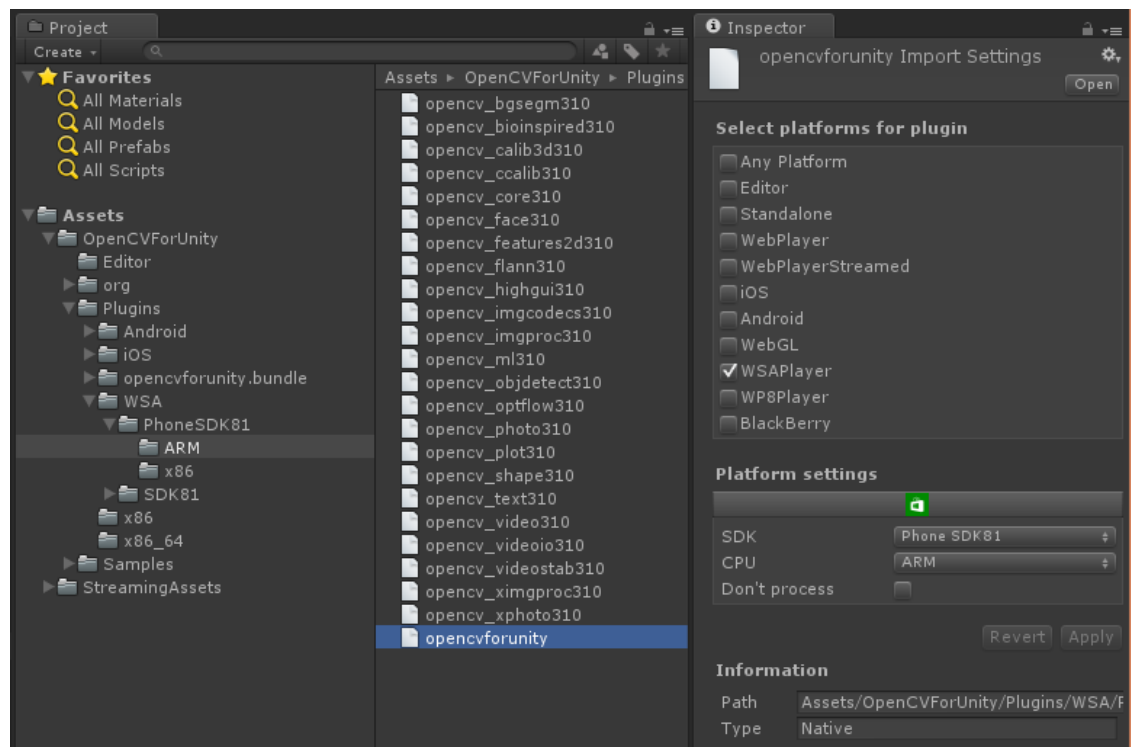 Project
Create
Favorites
All Materials
All Models
All Prefabs
All Scripts
Assets
OpenCVForUnity
Editor
org
Plugins
Android
iOS
opencvforunity.bundle
WSA
PhoneSDK81
ARM
x86
SDK81
x86
x86_64
Samples
StreamingAssets
Assets ▸ OpenCVForUnity ▸ Plugins
opencv_bgsegm310
opencv_bioinspired310
opencv_calib3d310
opencv_ccalib310
opencv_core310
opencv_face310
opencv_features2d310
opencv_flann310
opencv_highgui310
opencv_imgcodecs310
opencv_imgproc310
opencv_ml310
opencv_objdetect310
opencv_optflow310
opencv_photo310
opencv_plot310
opencv_shape310
opencv_text310
opencv_video310
opencv_videoio310
opencv_videostab310
opencv_ximgproc310
opencv_xphoto310
opencvforunity
Inspector
opencvforunity Import Settings
Open
Select platforms for plugin
Any Platform
Editor
Standalone
WebPlayer
WebPlayerStreamed
iOS
Android
WebGL
WSAPlayer
WP8Player
BlackBerry
Platform settings
SDK Phone SDK81
CPU ARM
Don't process
Revert Apply
Information
Path Assets/OpenCVForUnity/Plugins/WSA/
Type Native